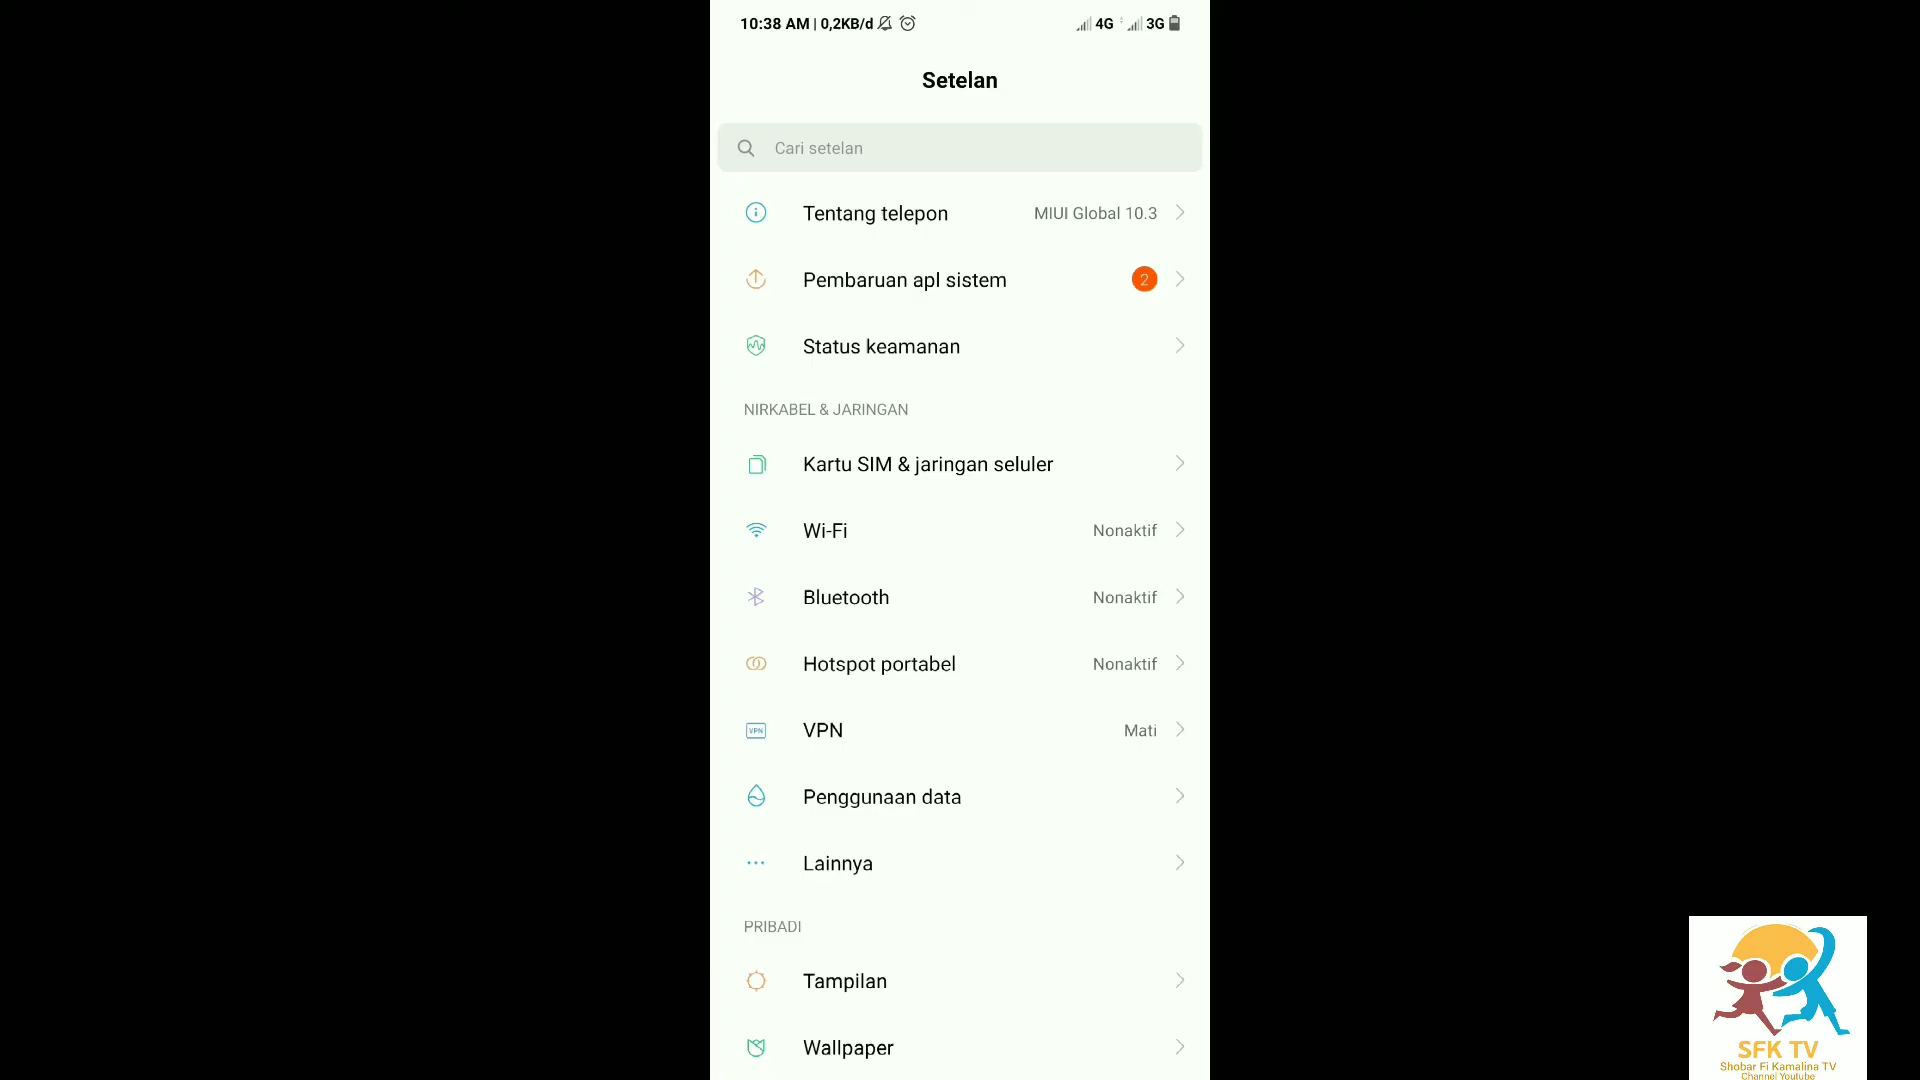 10:38 AM | 0,2KB/d 4G 3G
Setelan
Cari setelan
Tentang telepon MIUI Global 10.3
Pembaruan apl sistem 2
Status keamanan
NIRKABEL & JARINGAN
Kartu SIM & jaringan seluler
Wi-Fi Nonaktif
Bluetooth Nonaktif
Hotspot portabel Nonaktif
VPN VPN Mati
Penggunaan data
Lainnya
PRIBADI
Tampilan
Wallpaper
SFK TV
Shobar Fi Kamalina TV
Channel Youtube